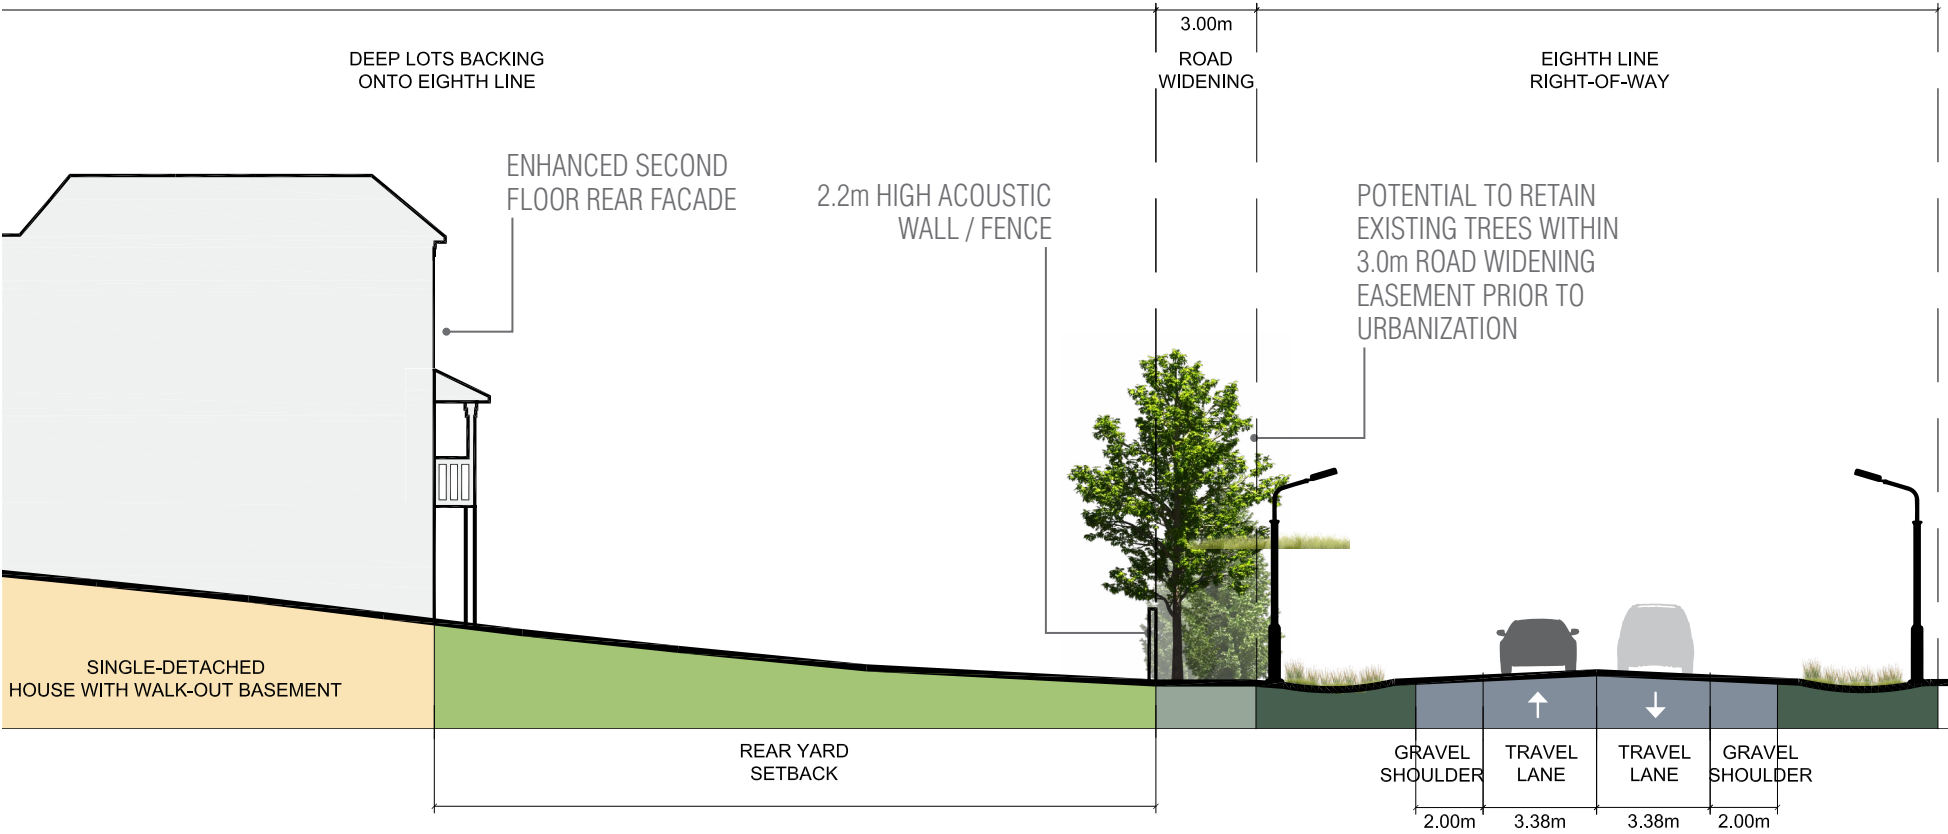 3.00m
DEEP LOTS BACKING
ONTO EIGHTH LINE
ROAD
WIDENING
EIGHTH LINE
RIGHT-OF-WAY
ENHANCED SECOND
FLOOR REAR FACADE
2.2m HIGH ACOUSTIC
WALL / FENCE
POTENTIAL TO RETAIN
EXISTING TREES WITHIN
3.0m ROAD WIDENING
EASEMENT PRIOR TO
URBANIZATION
SINGLE-DETACHED
HOUSE WITH WALK-OUT BASEMENT
REAR YARD
SETBACK
GRAVEL
SHOULDER
TRAVEL
LANE
TRAVEL
LANE
GRAVEL
SHOULDER
2.00m
3.38m
3.38m
2.00m